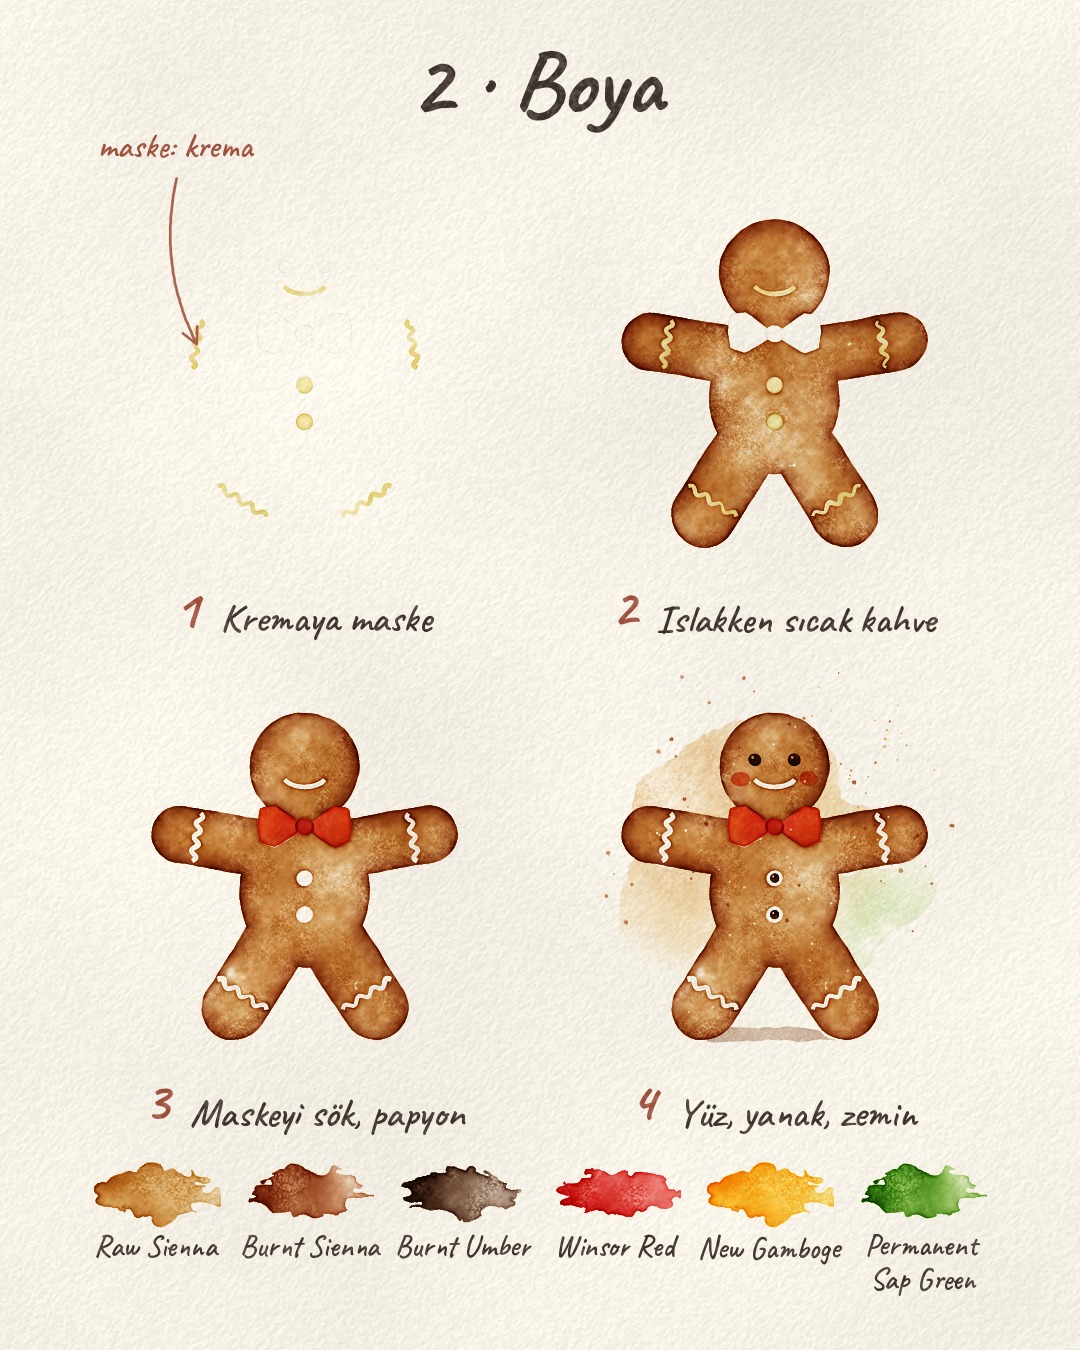 2 · Boya
maske: krema
1 Kremaya maske
2 Islakken sıcak kahve
3 Maskeyi sök, papyon
4 Yüz, yanak, zemin
Raw Sienna
Burnt Sienna
Burnt Umber
Winsor Red
New Gamboge
Permanent
Sap Green